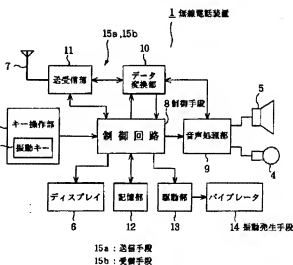 1 無線電話装置
15a, 15b
11
10
7
送受信部
データ
変換部
5
8 制御手段
キー操作部
振動キー
制御回路
音声処理部
9
4
ディスプレイ
記憶部
駆動部
バイブレータ
6
12
13
14 振動発生手段
15a : 送信手段
15b : 受信手段